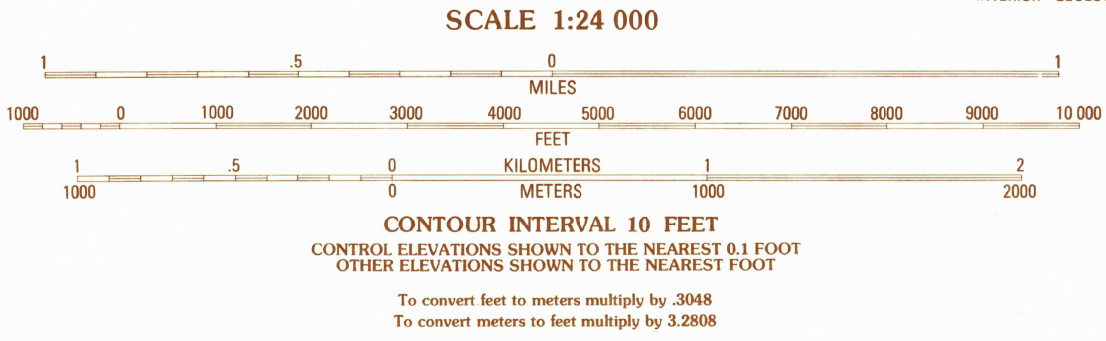 SCALE 1:24 000
1 .5 0 1
MILES
1000 0 1000 2000 3000 4000 5000 6000 7000 8000 9000 10 000
FEET
1 .5 0 KILOMETERS 1 2
1000 0 METERS 1000 2000
CONTOUR INTERVAL 10 FEET
CONTROL ELEVATIONS SHOWN TO THE NEAREST 0.1 FOOT
OTHER ELEVATIONS SHOWN TO THE NEAREST FOOT
To convert feet to meters multiply by .3048
To convert meters to feet multiply by 3.2808